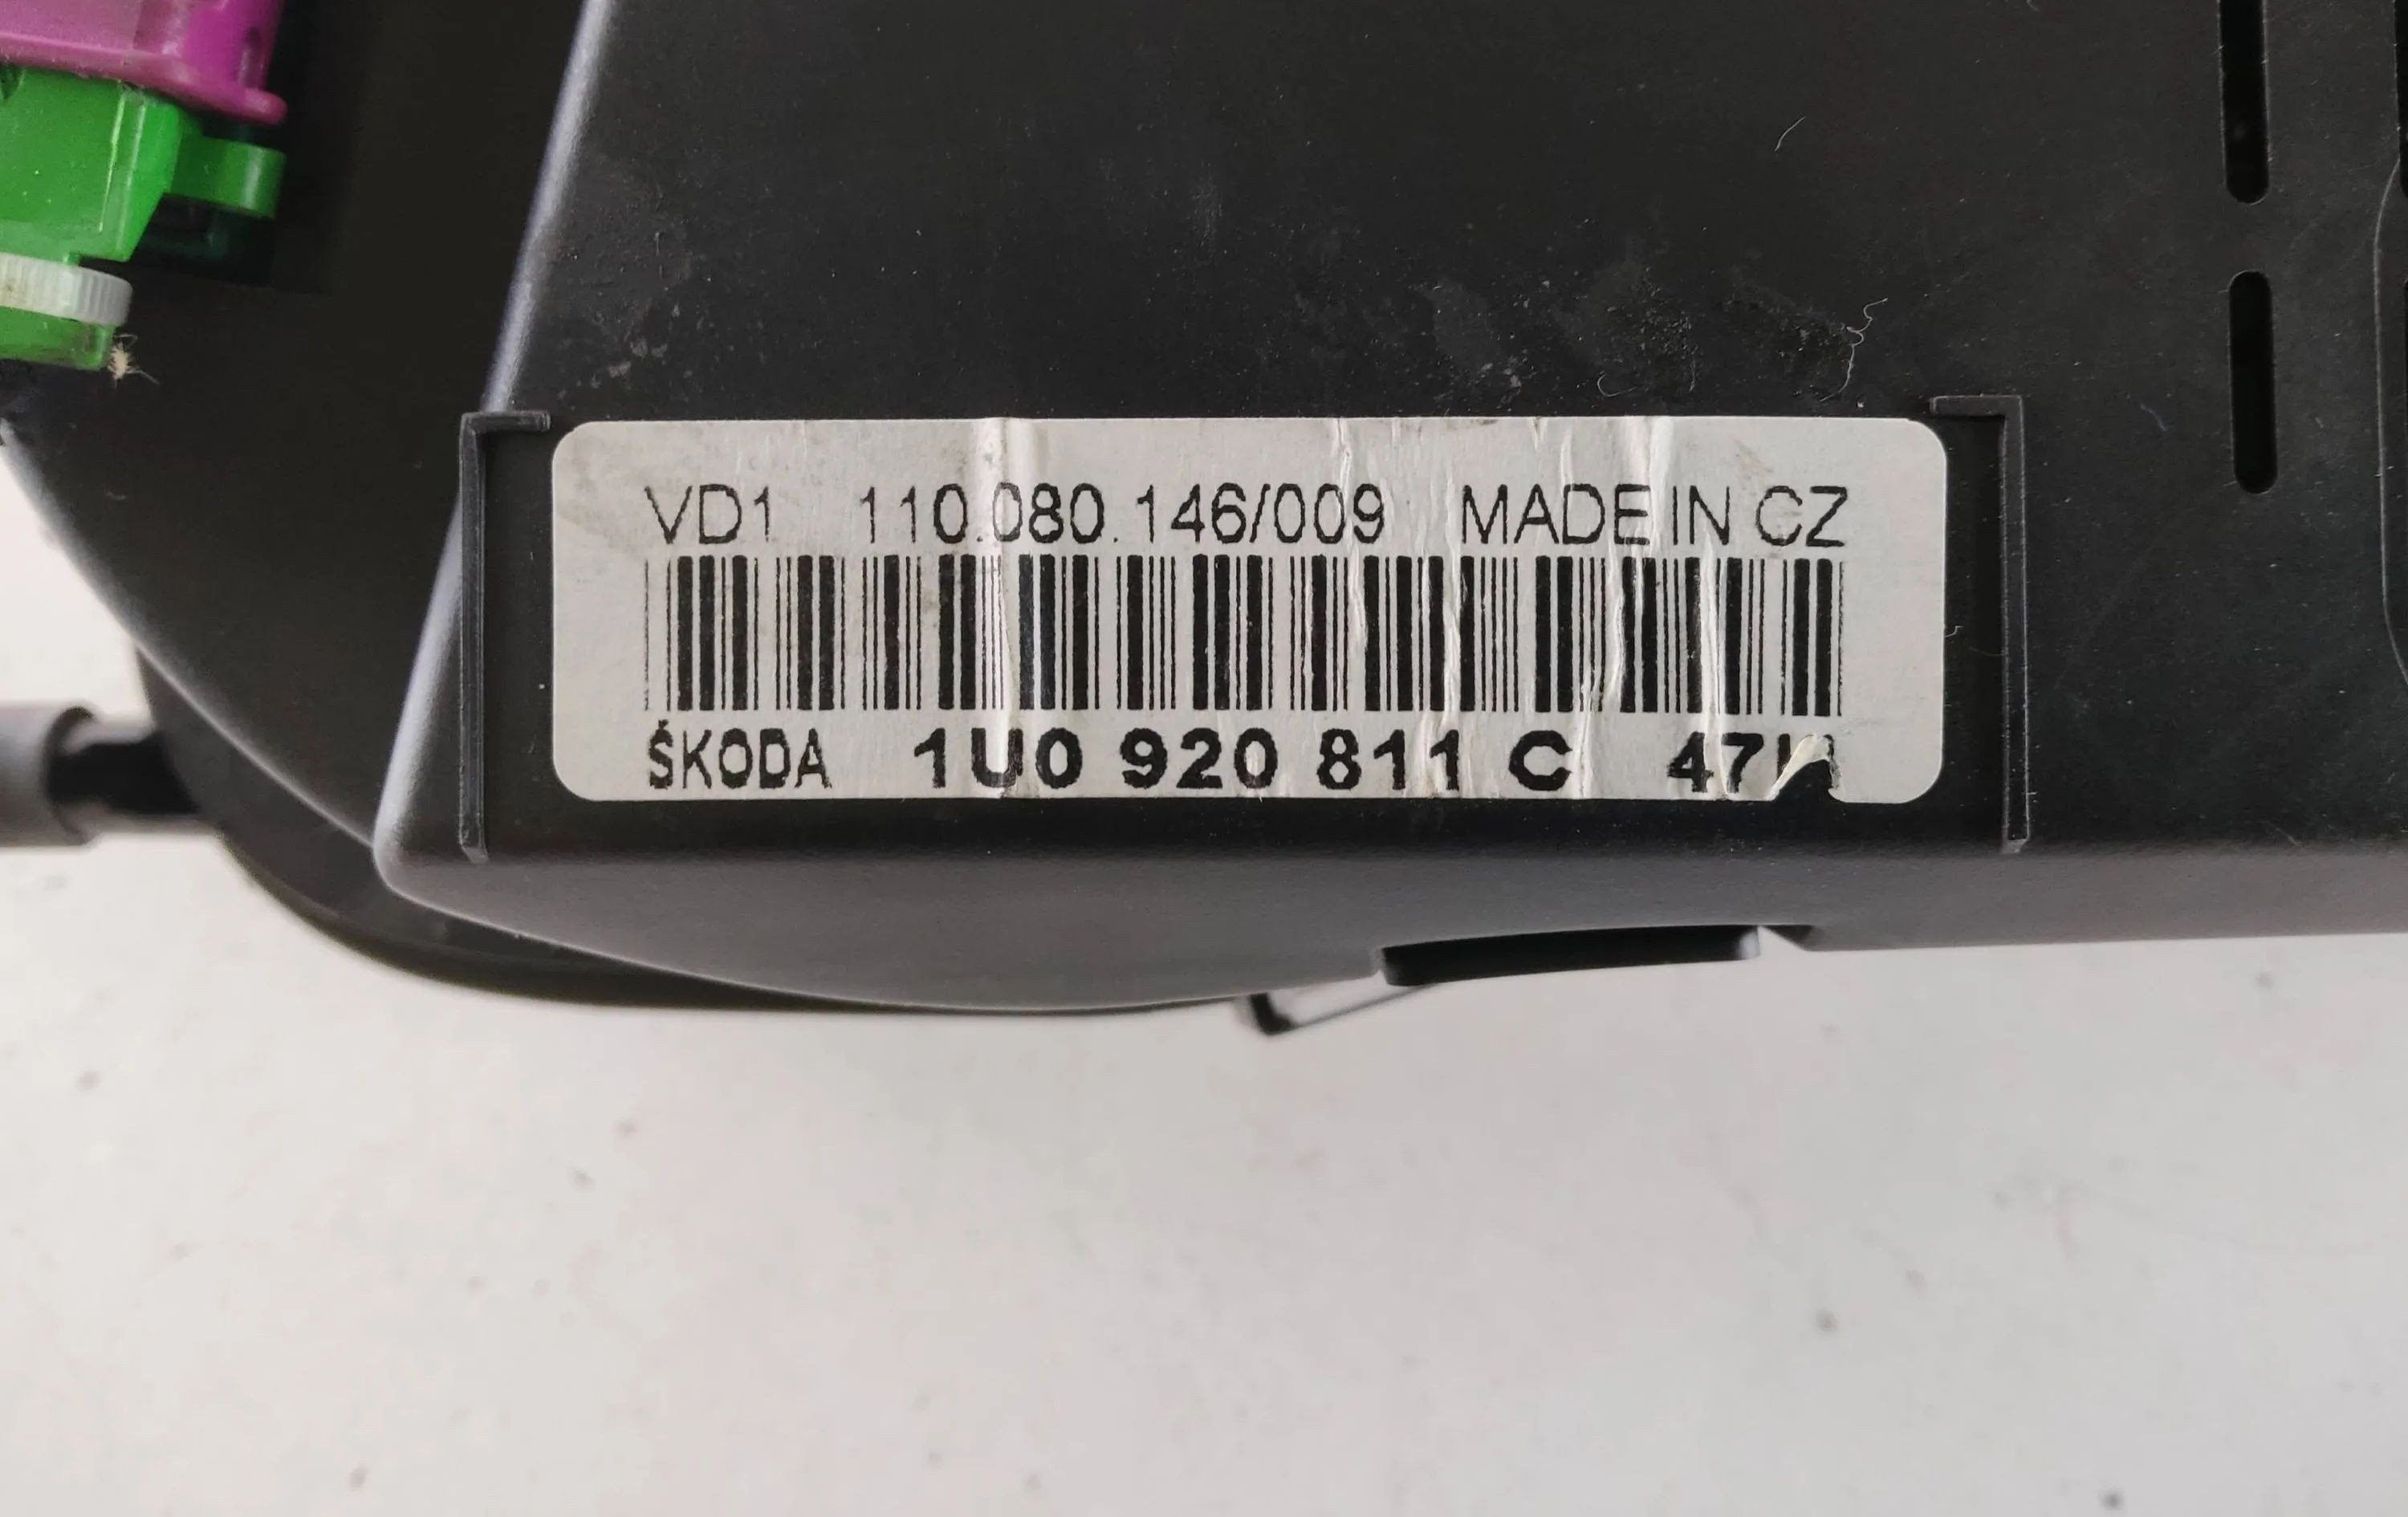 VD1 110.080.146/009 MADE IN CZ
ŠKODA 1U0 920 811 C